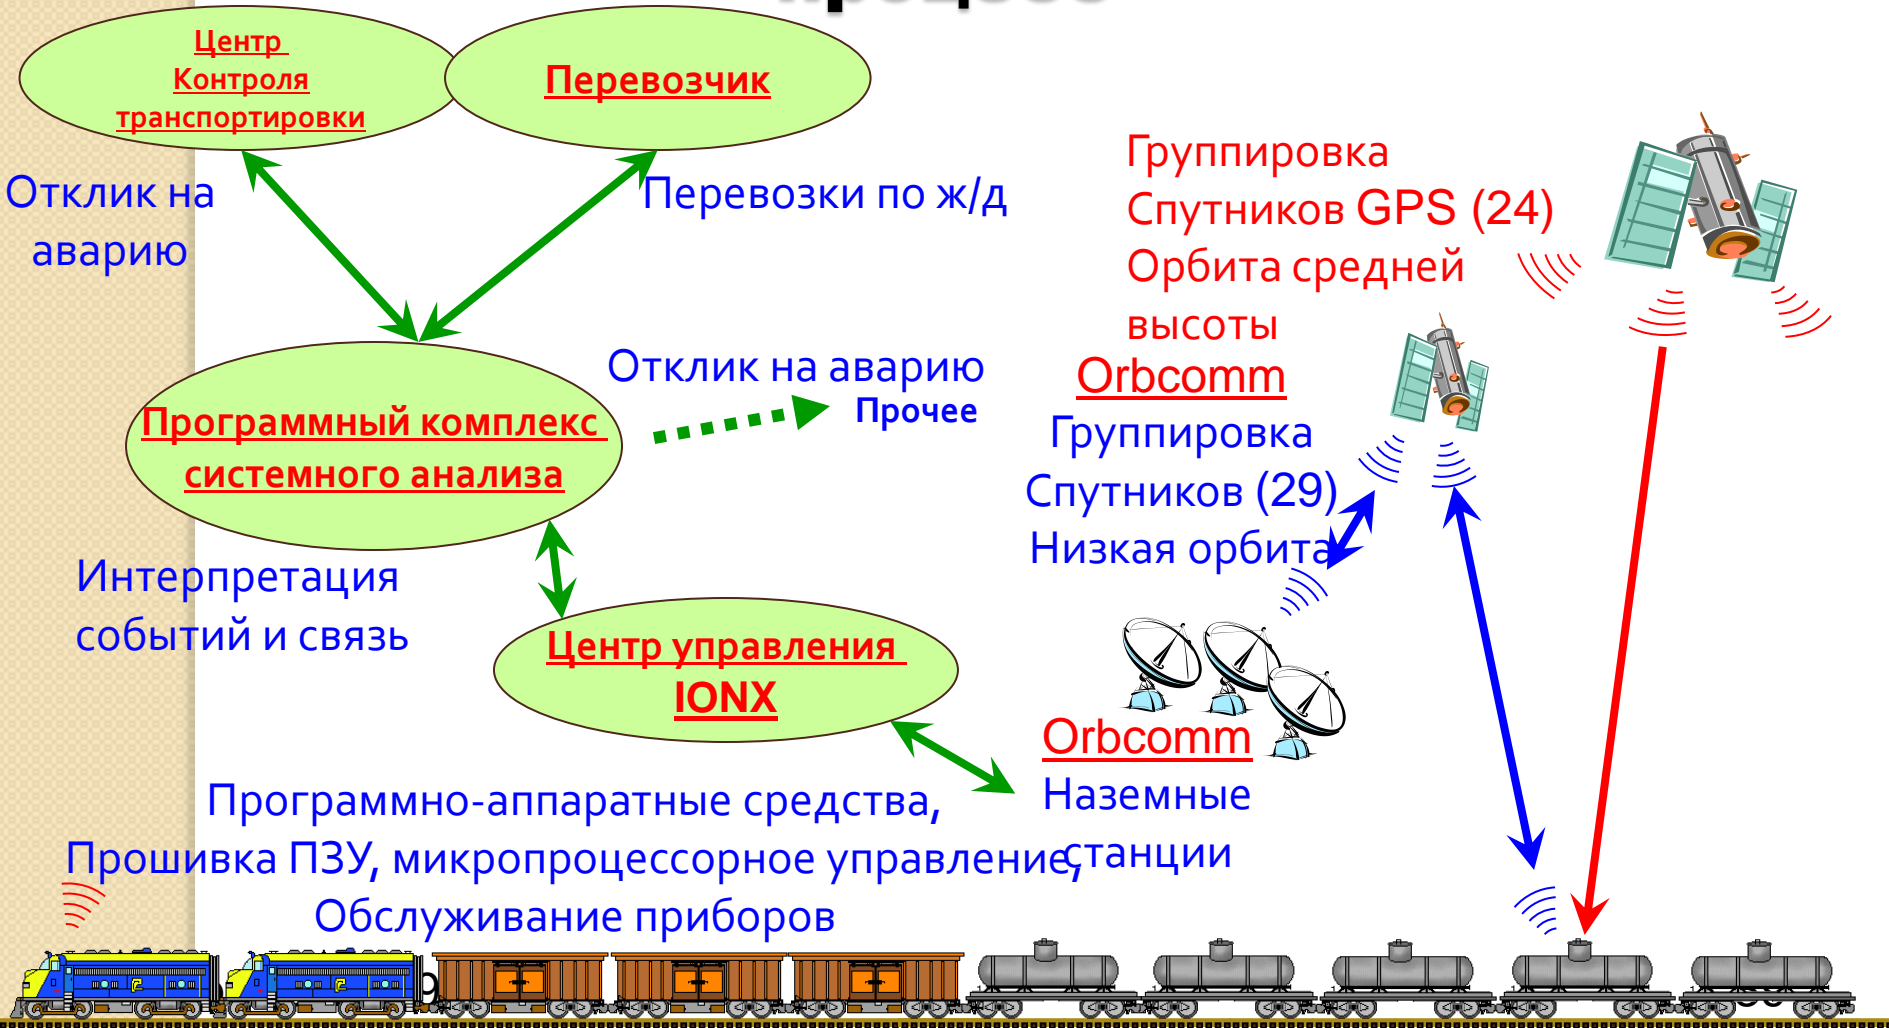 Центр
Контроля
транспортировки
Перевозчик
Отклик на
аварию
Перевозки по ж/д
Группировка
Спутников GPS (24)
Орбита средней
высоты
Программный комплекс
системного анализа
Отклик на аварию
Прочее
Orbcomm
Группировка
Спутников (29)
Низкая орбита
Интерпретация
событий и связь
Центр управления
IONX
Orbcomm
Наземные
станции
Программно-аппаратные средства,
Прошивка ПЗУ, микропроцессорное управление,
Обслуживание приборов